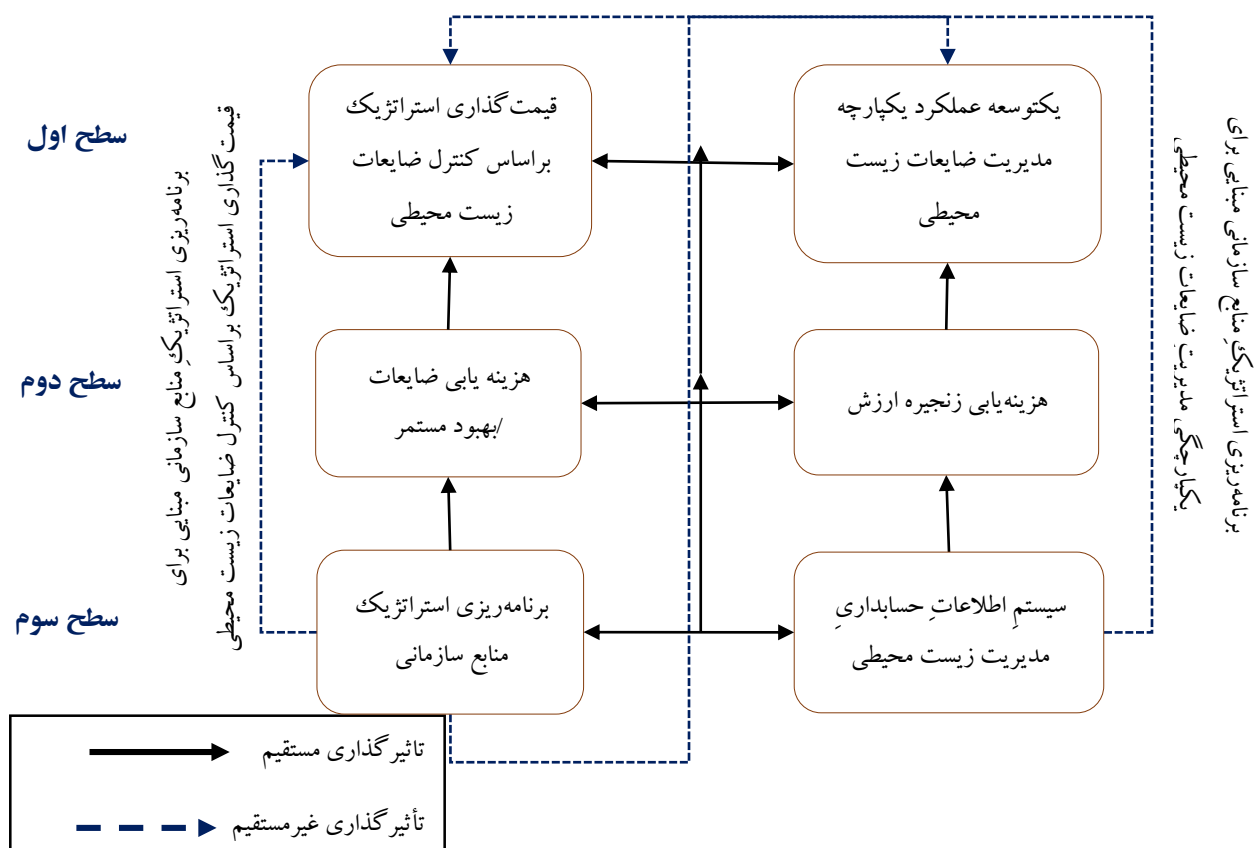 یکتوسعه عملکرد یکپارچه
مدیریت ضایعات زیست
محیطی
قیمت‌گذاری استراتژیک
براساس کنترل ضایعات
زیست محیطی
سطح اول
هزینه‌یابی زنجیره ارزش
هزینه یابی ضایعات
/بهبود مستمر
سطح دوم
سیستمِ اطلاعاتِ حسابداریِ
مدیریت زیست محیطی
برنامه‌ریزی استراتژیک
منابع سازمانی
سطح سوم
برنامه‌ریزی استراتژیکِ منابع سازمانی مبنایی برای
یکپارچگی مدیریتِ ضایعات زیست محیطی
برنامه‌ریزی استراتژیکِ منابع سازمانی مبنایی برای
قیمت گذاری استراتژیک براساس کنترل ضایعات زیست محیطی
تاثیرگذاری مستقیم
تأثیرگذاری غیرمستقیم